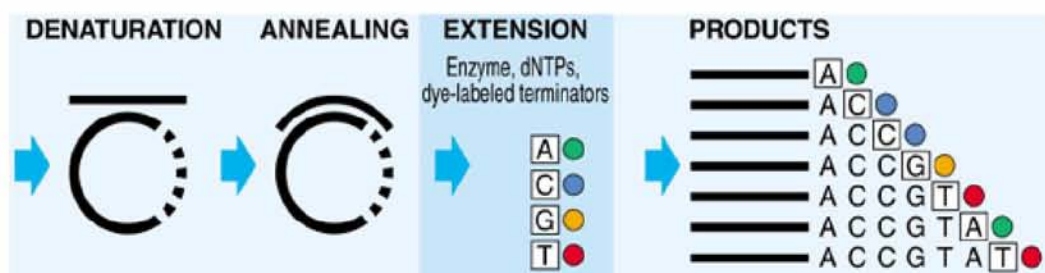 DENATURATION
ANNEALING
EXTENSION
Enzyme, dNTPs,
dye-labeled terminators
A
C
G
T
PRODUCTS
A
A C
A C C
A C C G
A C C G T
A C C G T A
A C C G T A T